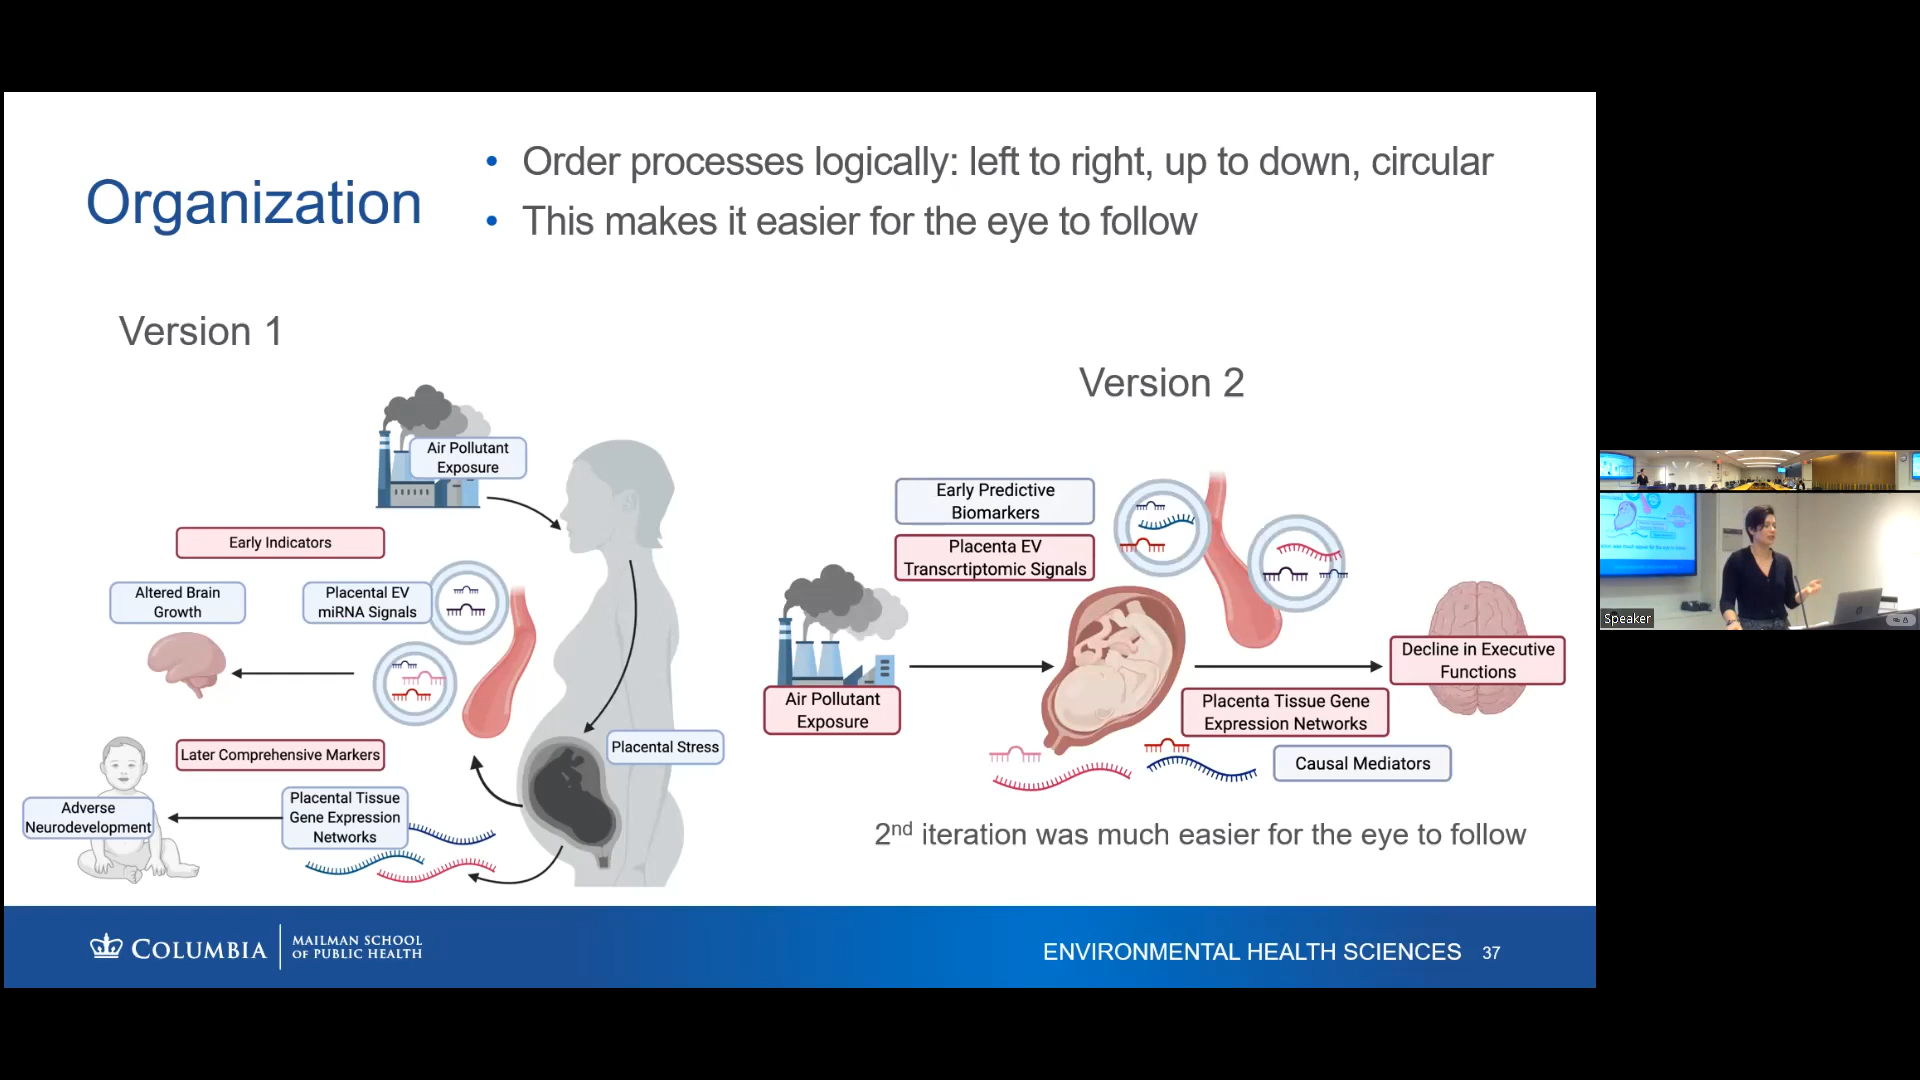 Organization
• Order processes logically: left to right, up to down, circular
• This makes it easier for the eye to follow
Version 1
Air Pollutant
Exposure
Early Indicators
Altered Brain
Growth
Placental EV
miRNA Signals
Placental Stress
Later Comprehensive Markers
Adverse
Neurodevelopment
Placental Tissue
Gene Expression
Networks
Version 2
Early Predictive
Biomarkers
Placenta EV
Transcrtiptomic Signals
Air Pollutant
Exposure
Decline in Executive
Functions
Placenta Tissue Gene
Expression Networks
Causal Mediators
2nd iteration was much easier for the eye to follow
COLUMBIA
MAILMAN SCHOOL
OF PUBLIC HEALTH
ENVIRONMENTAL HEALTH SCIENCES 37
Speaker